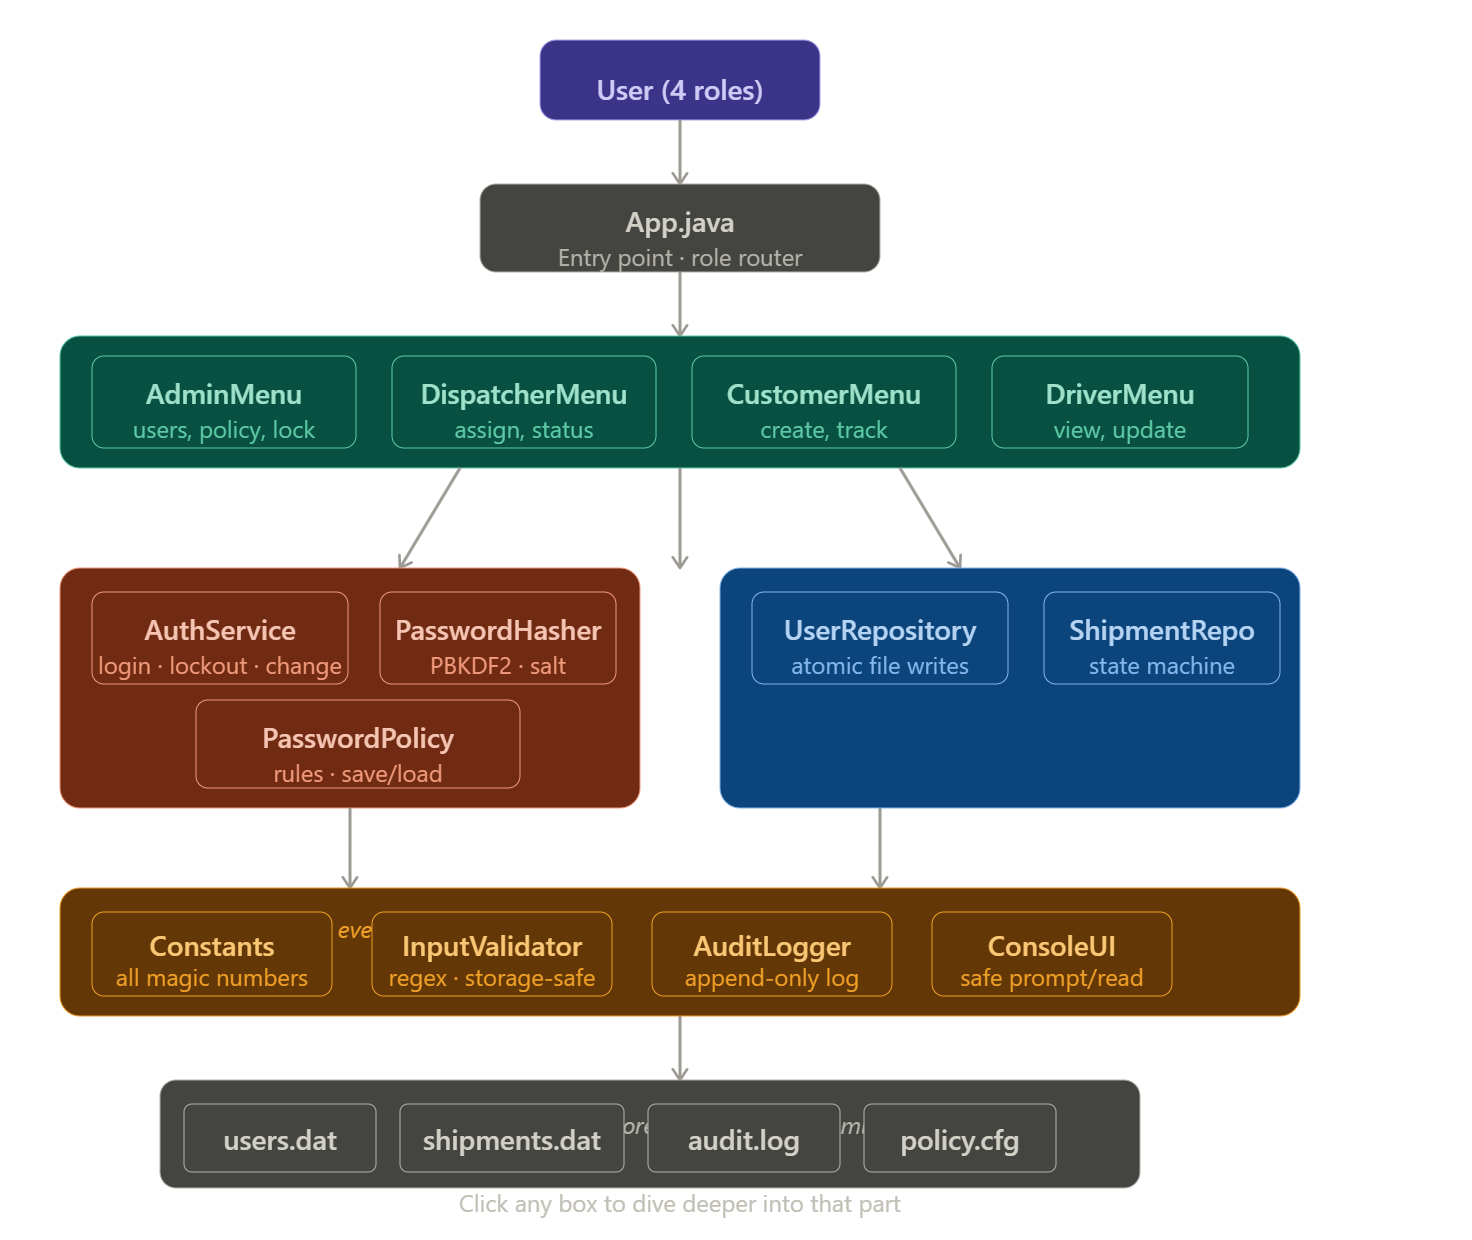 User (4 roles)
App.java
Entry point · role router
AdminMenu
users, policy, lock
DispatcherMenu
assign, status
CustomerMenu
create, track
DriverMenu
view, update
AuthService
login · lockout · change
PasswordHasher
PBKDF2 · salt
PasswordPolicy
rules · save/load
UserRepository
atomic file writes
ShipmentRepo
state machine
Constants
all magic numbers
InputValidator
regex · storage-safe
AuditLogger
append-only log
ConsoleUI
safe prompt/read
users.dat
shipments.dat
audit.log
policy.cfg
Click any box to dive deeper into that part